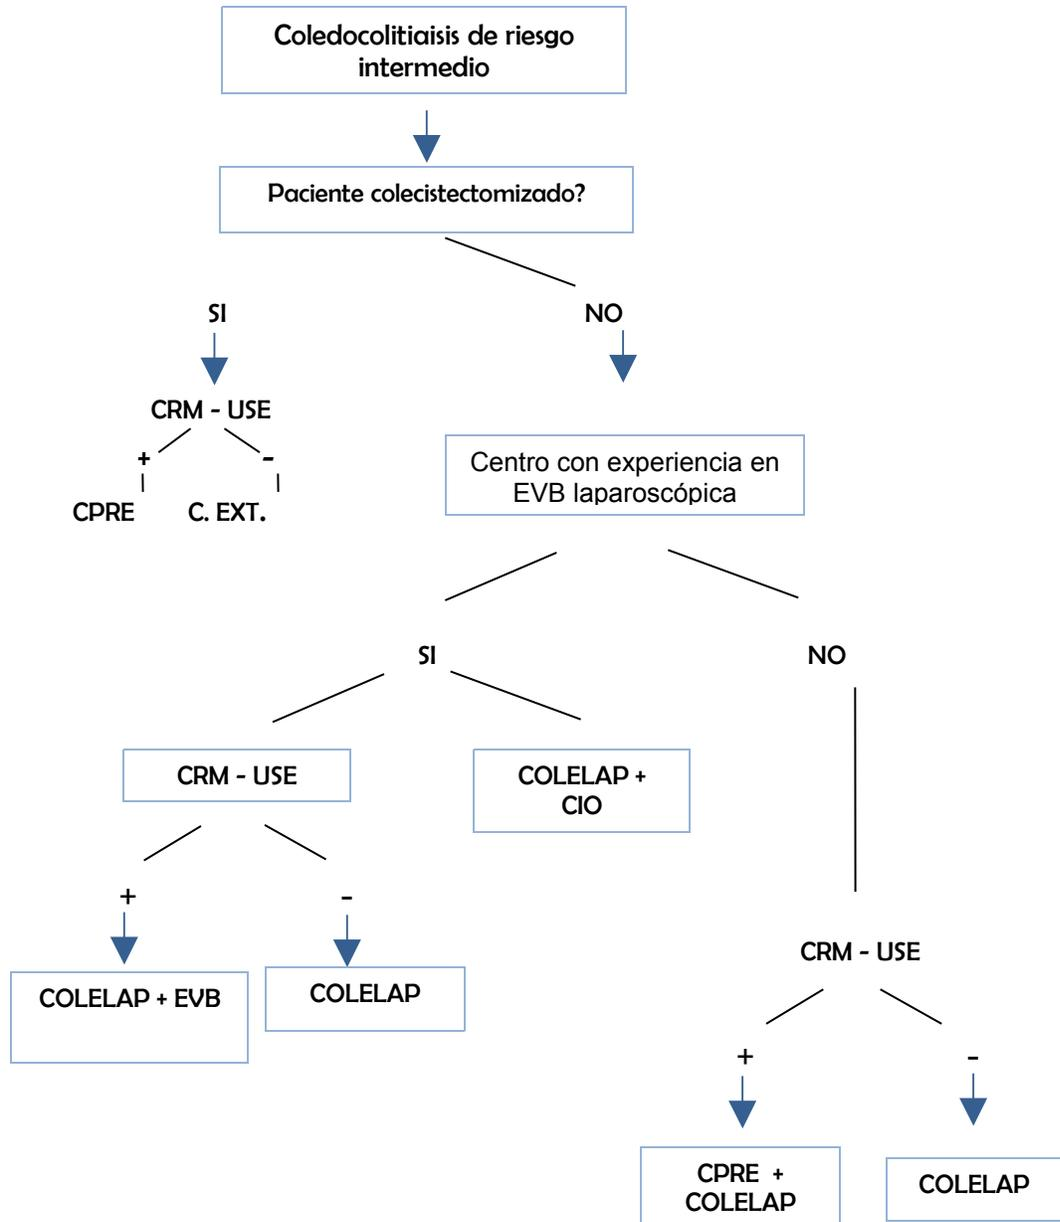 Coledocolitiaisis de riesgo
intermedio
Paciente colecistectomizado?
SI
NO
CRM - USE
+
-
CPRE
C. EXT.
Centro con experiencia en
EVB laparoscópica
SI
NO
CRM - USE
COLELAP +
CIO
+
-
COLELAP + EVB
COLELAP
CRM - USE
+
-
CPRE +
COLELAP
COLELAP